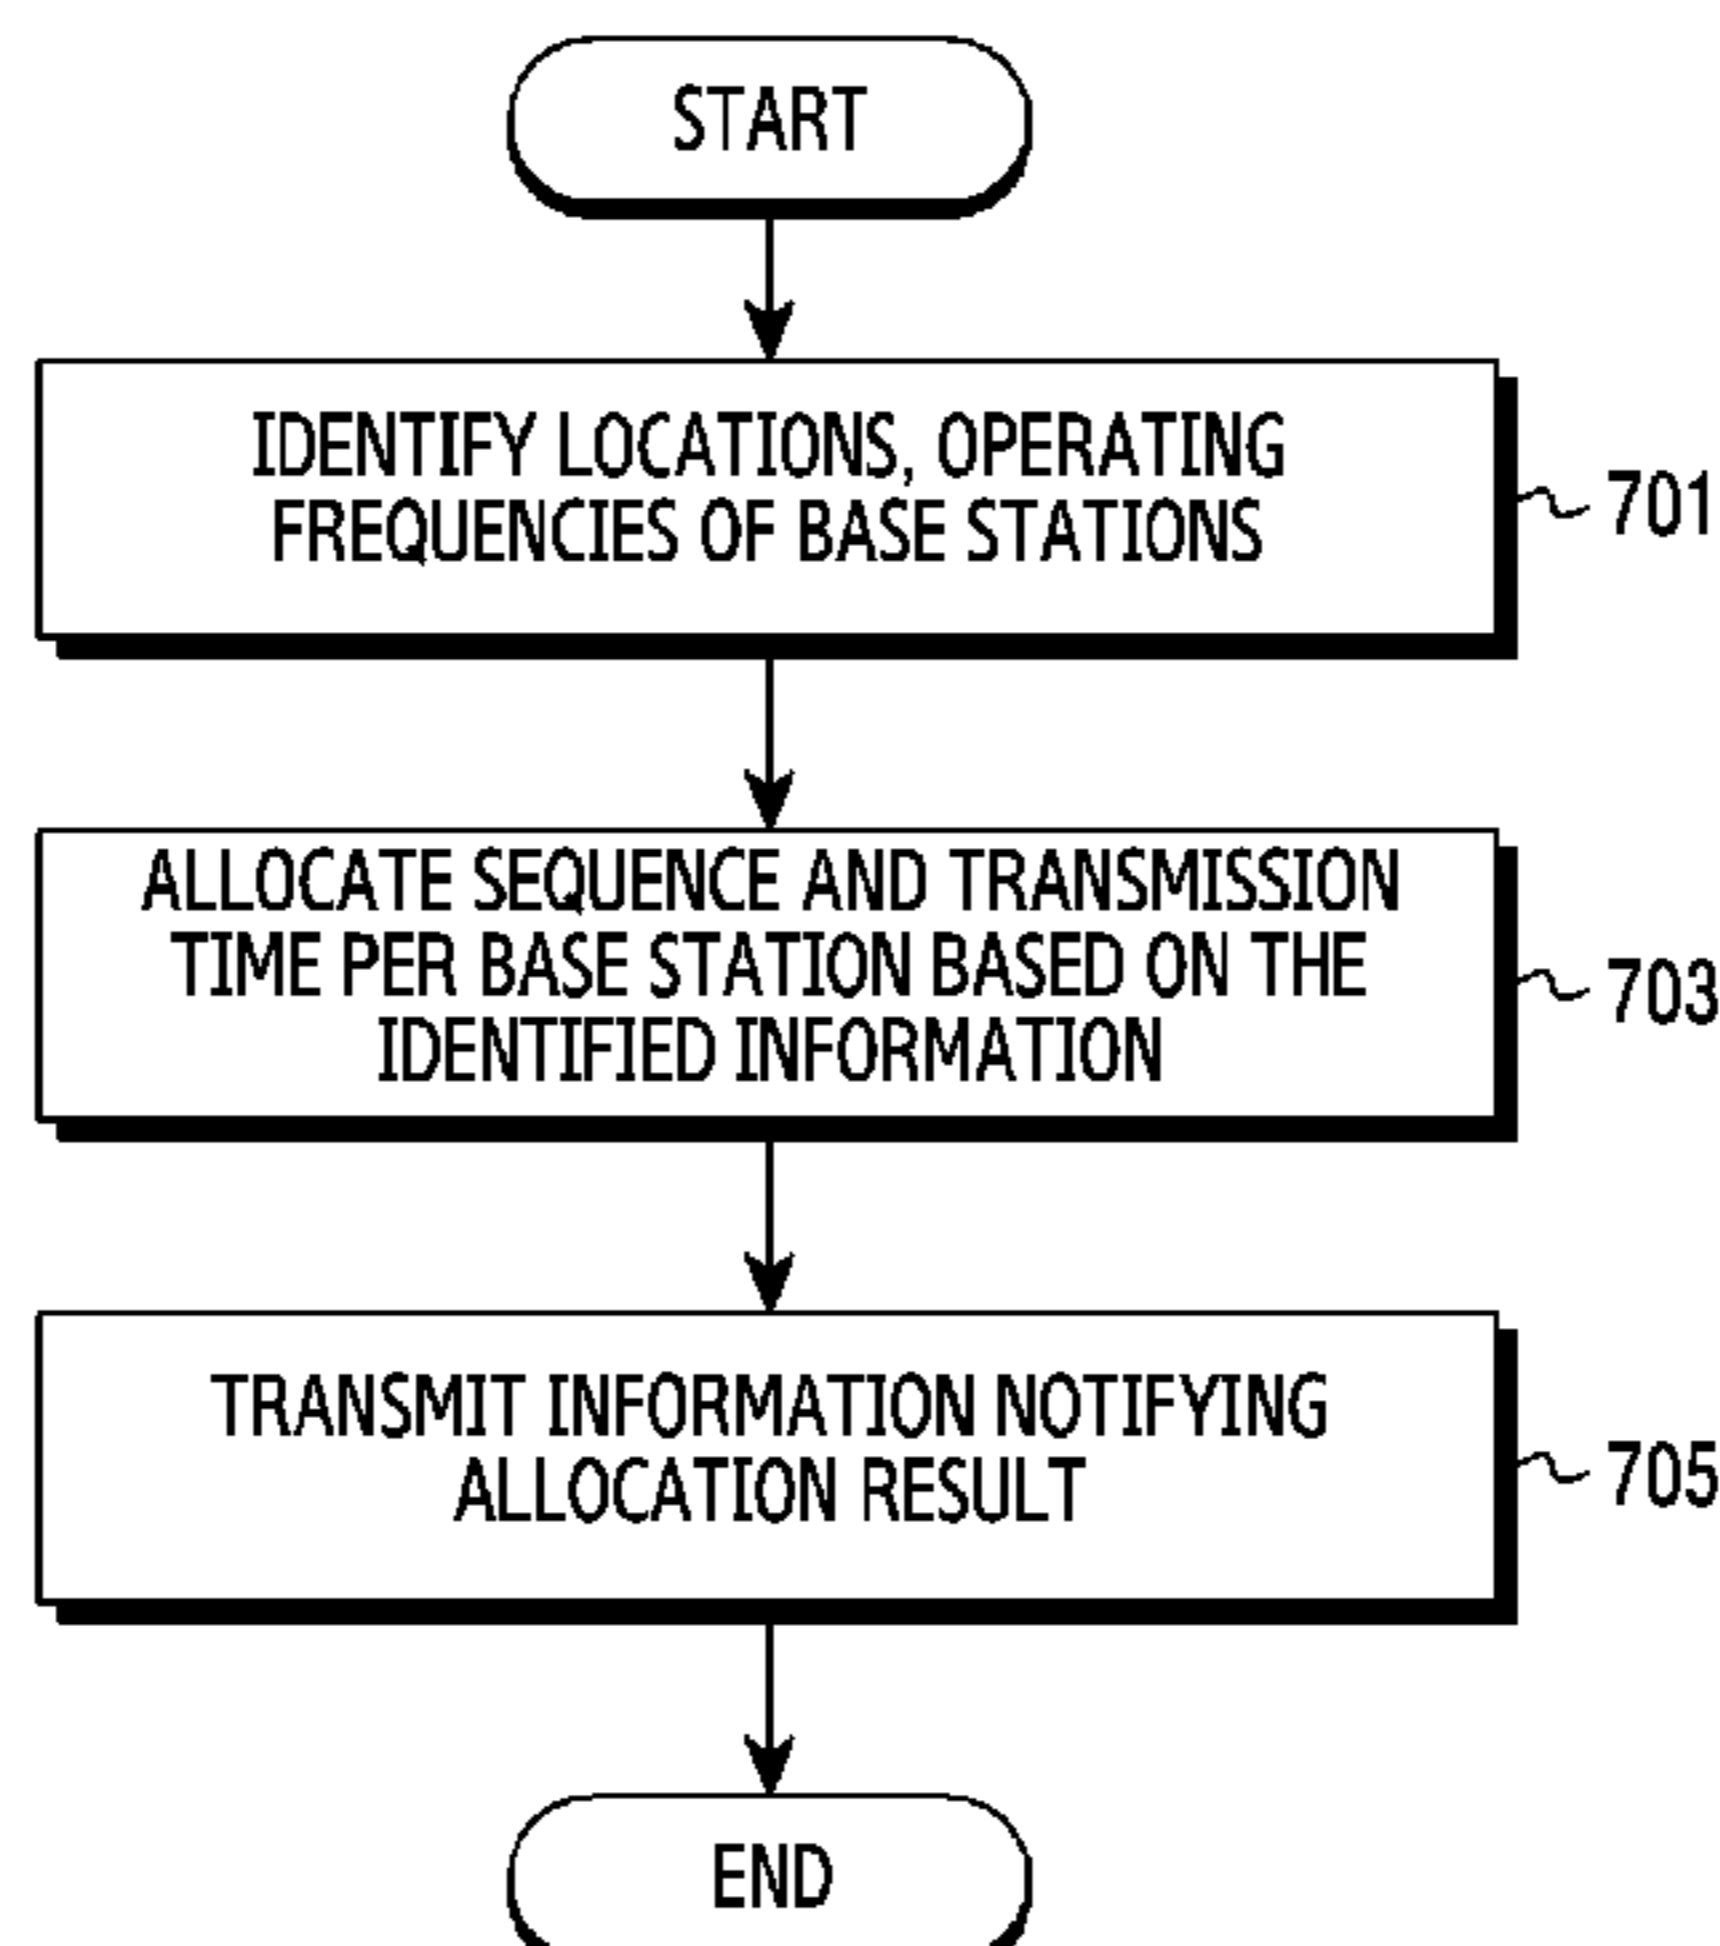 START
IDENTIFY LOCATIONS, OPERATING
FREQUENCIES OF BASE STATIONS
701
ALLOCATE SEQUENCE AND TRANSMISSION
TIME PER BASE STATION BASED ON THE
IDENTIFIED INFORMATION
703
TRANSMIT INFORMATION NOTIFYING
ALLOCATION RESULT
705
END